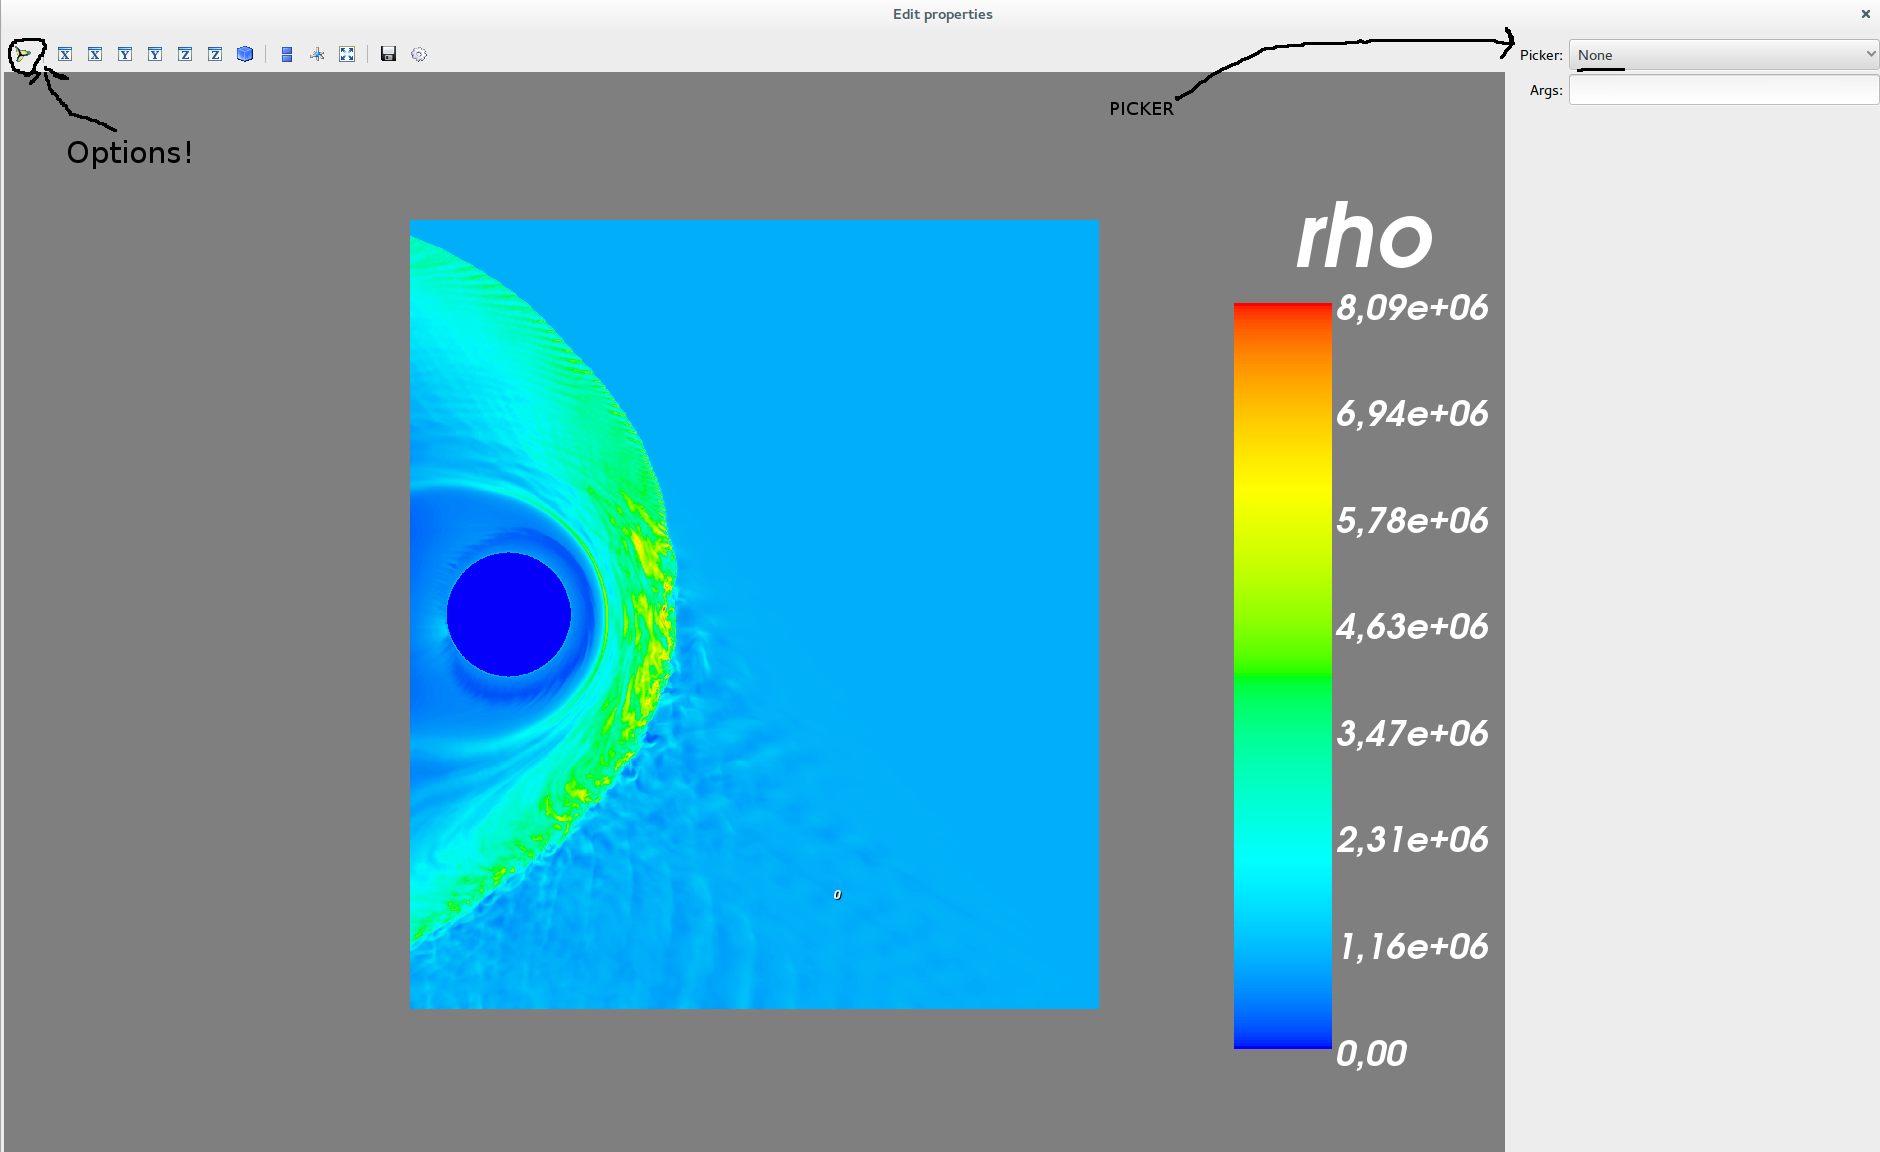 Edit properties
X X Y Y Z Z
Picker: None
Args:
PICKER
Options!
rho
8,09e+06
6,94e+06
5,78e+06
4,63e+06
3,47e+06
2,31e+06
1,16e+06
0,00
0